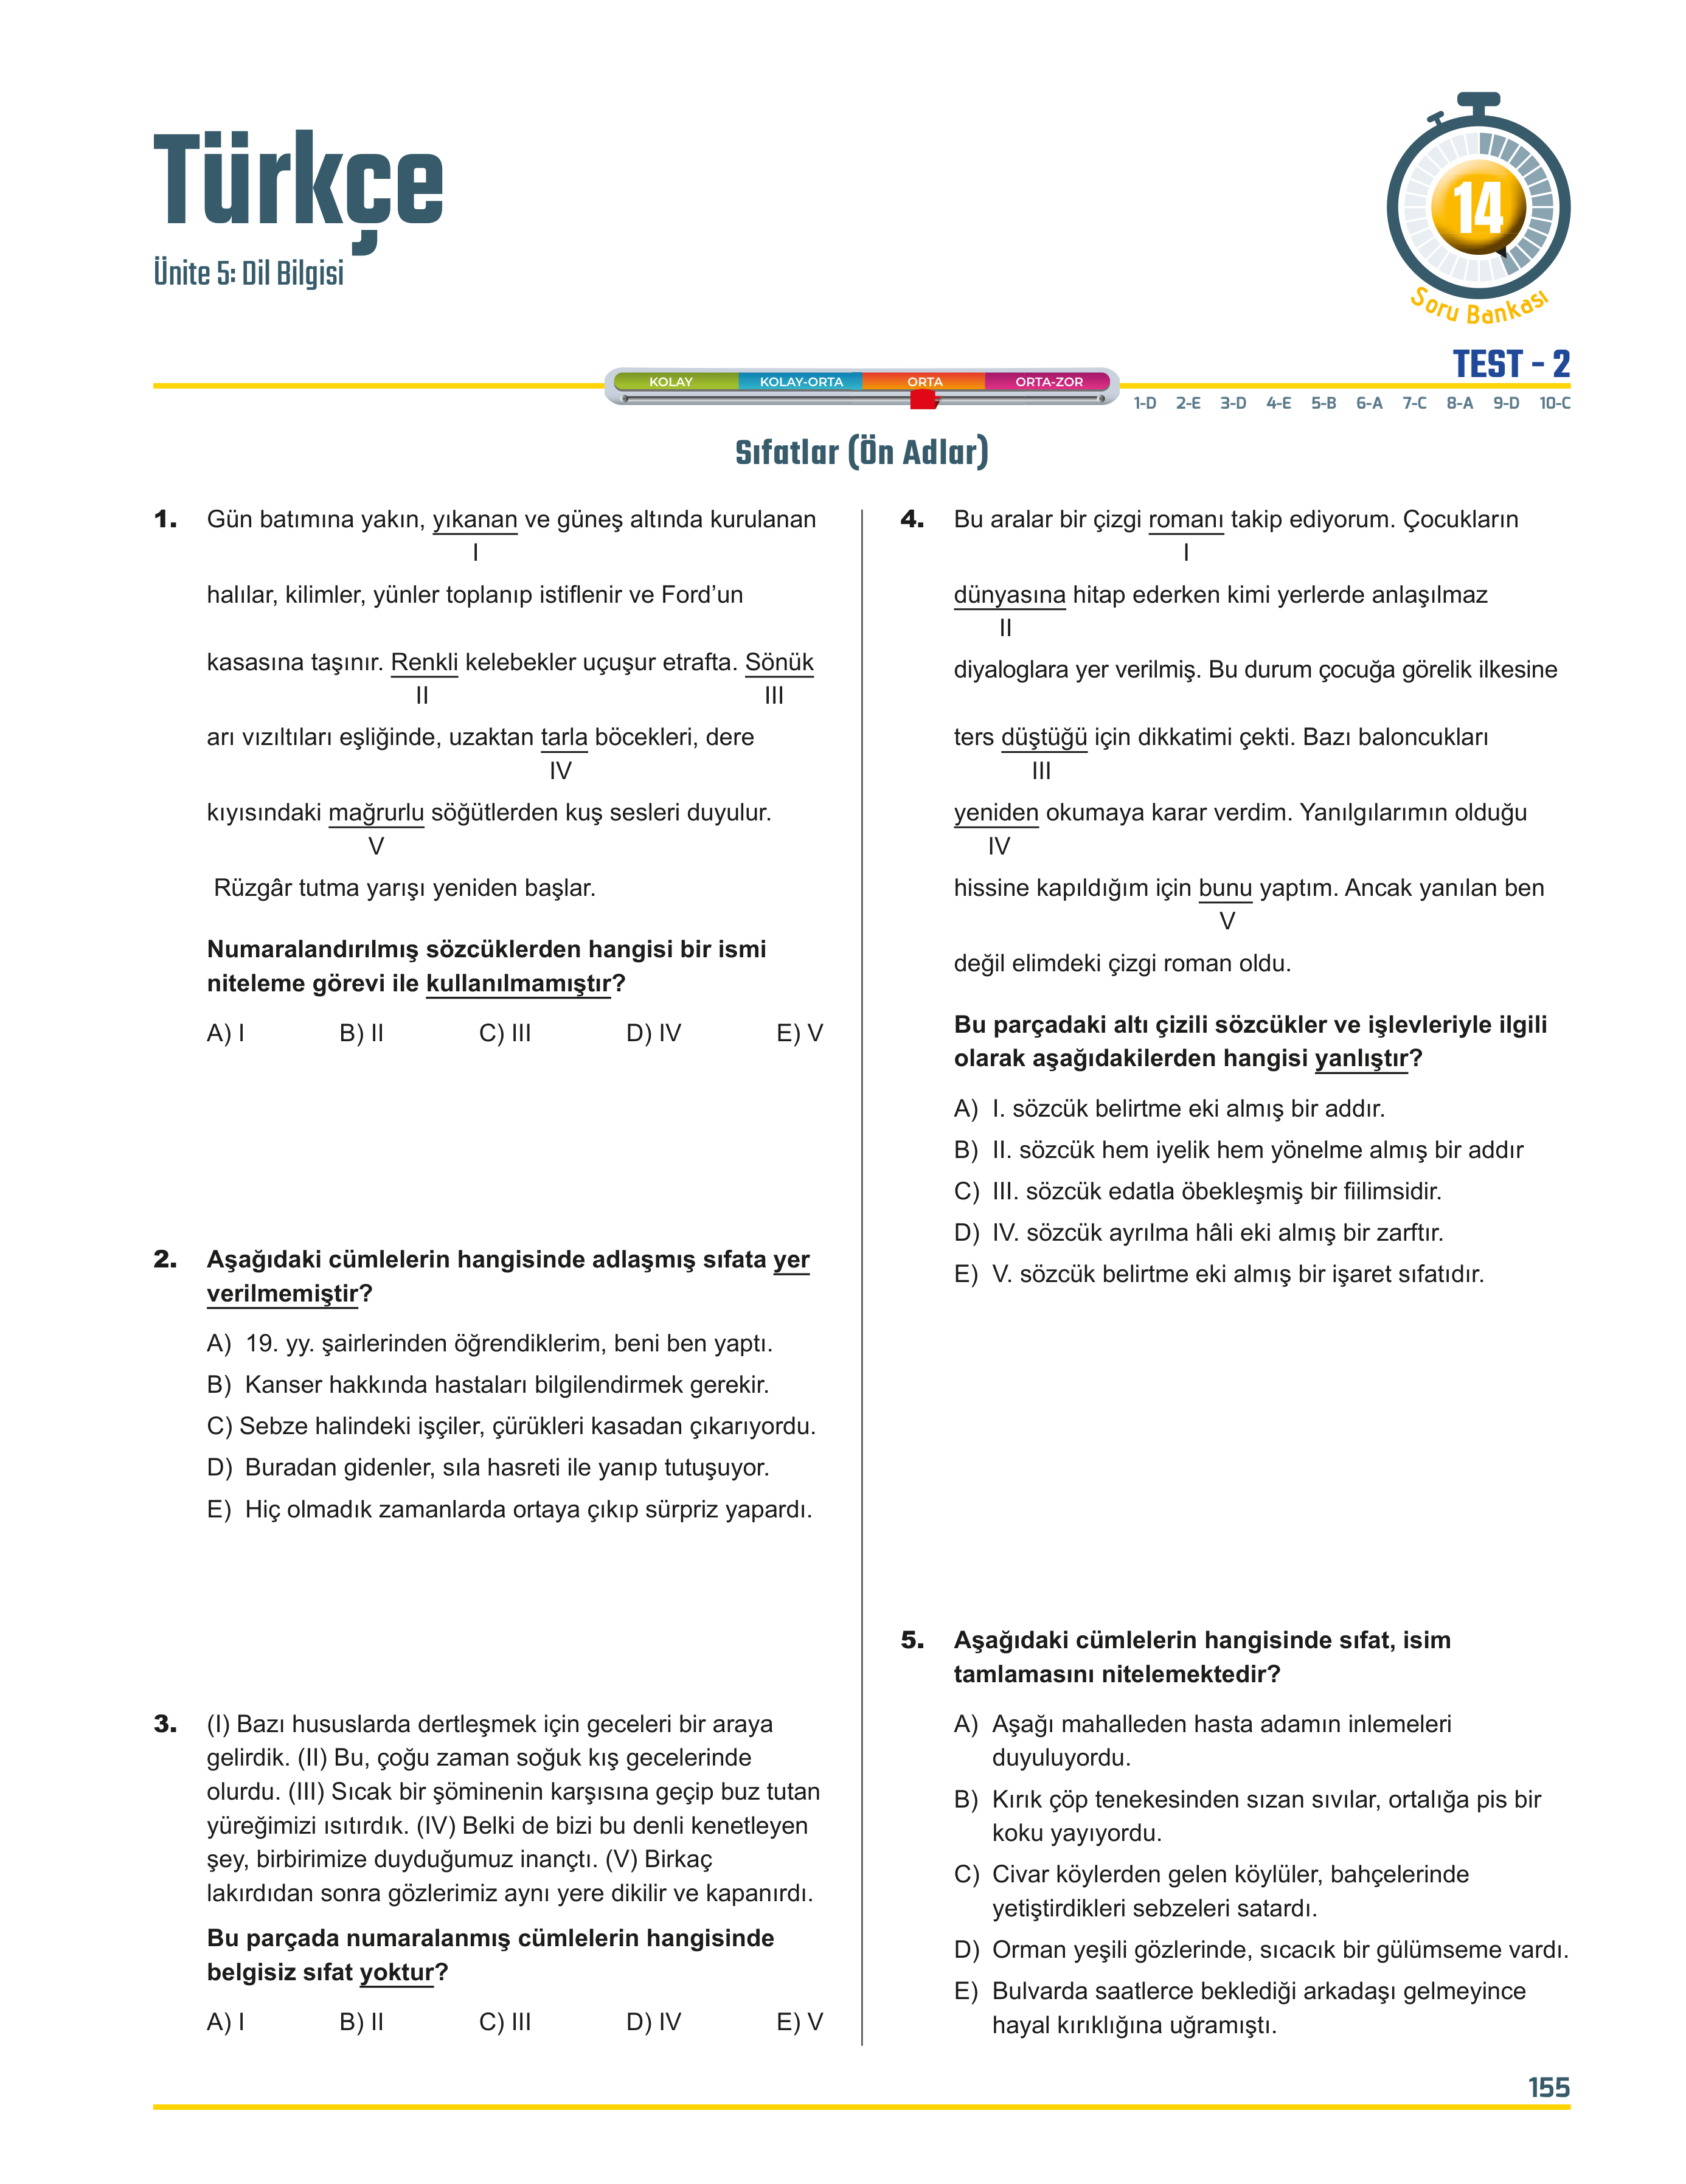 Türkçe
Ünite 5: Dil Bilgisi
14
Soru Bankası
TEST - 2
KOLAY KOLAY-ORTA ORTA ORTA-ZOR
1-D 2-E 3-D 4-E 5-B 6-A 7-C 8-A 9-D 10-C
Sıfatlar (Ön Adlar)
1. Gün batımına yakın, yıkanan ve güneş altında kurulanan
I
halılar, kilimler, yünler toplanıp istiflenir ve Ford’un
kasasına taşınır. Renkli kelebekler uçuşur etrafta. Sönük
II III
arı vızıltıları eşliğinde, uzaktan tarla böcekleri, dere
IV
kıyısındaki mağrurlu söğütlerden kuş sesleri duyulur.
V
Rüzgâr tutma yarışı yeniden başlar.
Numaralandırılmış sözcüklerden hangisi bir ismi
niteleme görevi ile kullanılmamıştır?
A) I B) II C) III D) IV E) V
2. Aşağıdaki cümlelerin hangisinde adlaşmış sıfata yer
verilmemiştir?
A) 19. yy. şairlerinden öğrendiklerim, beni ben yaptı.
B) Kanser hakkında hastaları bilgilendirmek gerekir.
C) Sebze halindeki işçiler, çürükleri kasadan çıkarıyordu.
D) Buradan gidenler, sıla hasreti ile yanıp tutuşuyor.
E) Hiç olmadık zamanlarda ortaya çıkıp sürpriz yapardı.
3. (I) Bazı hususlarda dertleşmek için geceleri bir araya
gelirdik. (II) Bu, çoğu zaman soğuk kış gecelerinde
olurdu. (III) Sıcak bir şöminenin karşısına geçip buz tutan
yüreğimizi ısıtırdık. (IV) Belki de bizi bu denli kenetleyen
şey, birbirimize duyduğumuz inançtı. (V) Birkaç
lakırdıdan sonra gözlerimiz aynı yere dikilir ve kapanırdı.
Bu parçada numaralanmış cümlelerin hangisinde
belgisiz sıfat yoktur?
A) I B) II C) III D) IV E) V
4. Bu aralar bir çizgi romanı takip ediyorum. Çocukların
I
dünyasına hitap ederken kimi yerlerde anlaşılmaz
II
diyaloglara yer verilmiş. Bu durum çocuğa görelik ilkesine
ters düştüğü için dikkatimi çekti. Bazı baloncukları
III
yeniden okumaya karar verdim. Yanılgılarımın olduğu
IV
hissine kapıldığım için bunu yaptım. Ancak yanılan ben
V
değil elimdeki çizgi roman oldu.
Bu parçadaki altı çizili sözcükler ve işlevleriyle ilgili
olarak aşağıdakilerden hangisi yanlıştır?
A) I. sözcük belirtme eki almış bir addır.
B) II. sözcük hem iyelik hem yönelme almış bir addır
C) III. sözcük edatla öbekleşmiş bir fiilimsidir.
D) IV. sözcük ayrılma hâli eki almış bir zarftır.
E) V. sözcük belirtme eki almış bir işaret sıfatıdır.
5. Aşağıdaki cümlelerin hangisinde sıfat, isim
tamlamasını nitelemektedir?
A) Aşağı mahalleden hasta adamın inlemeleri
duyuluyordu.
B) Kırık çöp tenekesinden sızan sıvılar, ortalığa pis bir
koku yayıyordu.
C) Civar köylerden gelen köylüler, bahçelerinde
yetiştirdikleri sebzeleri satardı.
D) Orman yeşili gözlerinde, sıcacık bir gülümseme vardı.
E) Bulvarda saatlerce beklediği arkadaşı gelmeyince
hayal kırıklığına uğramıştı.
155